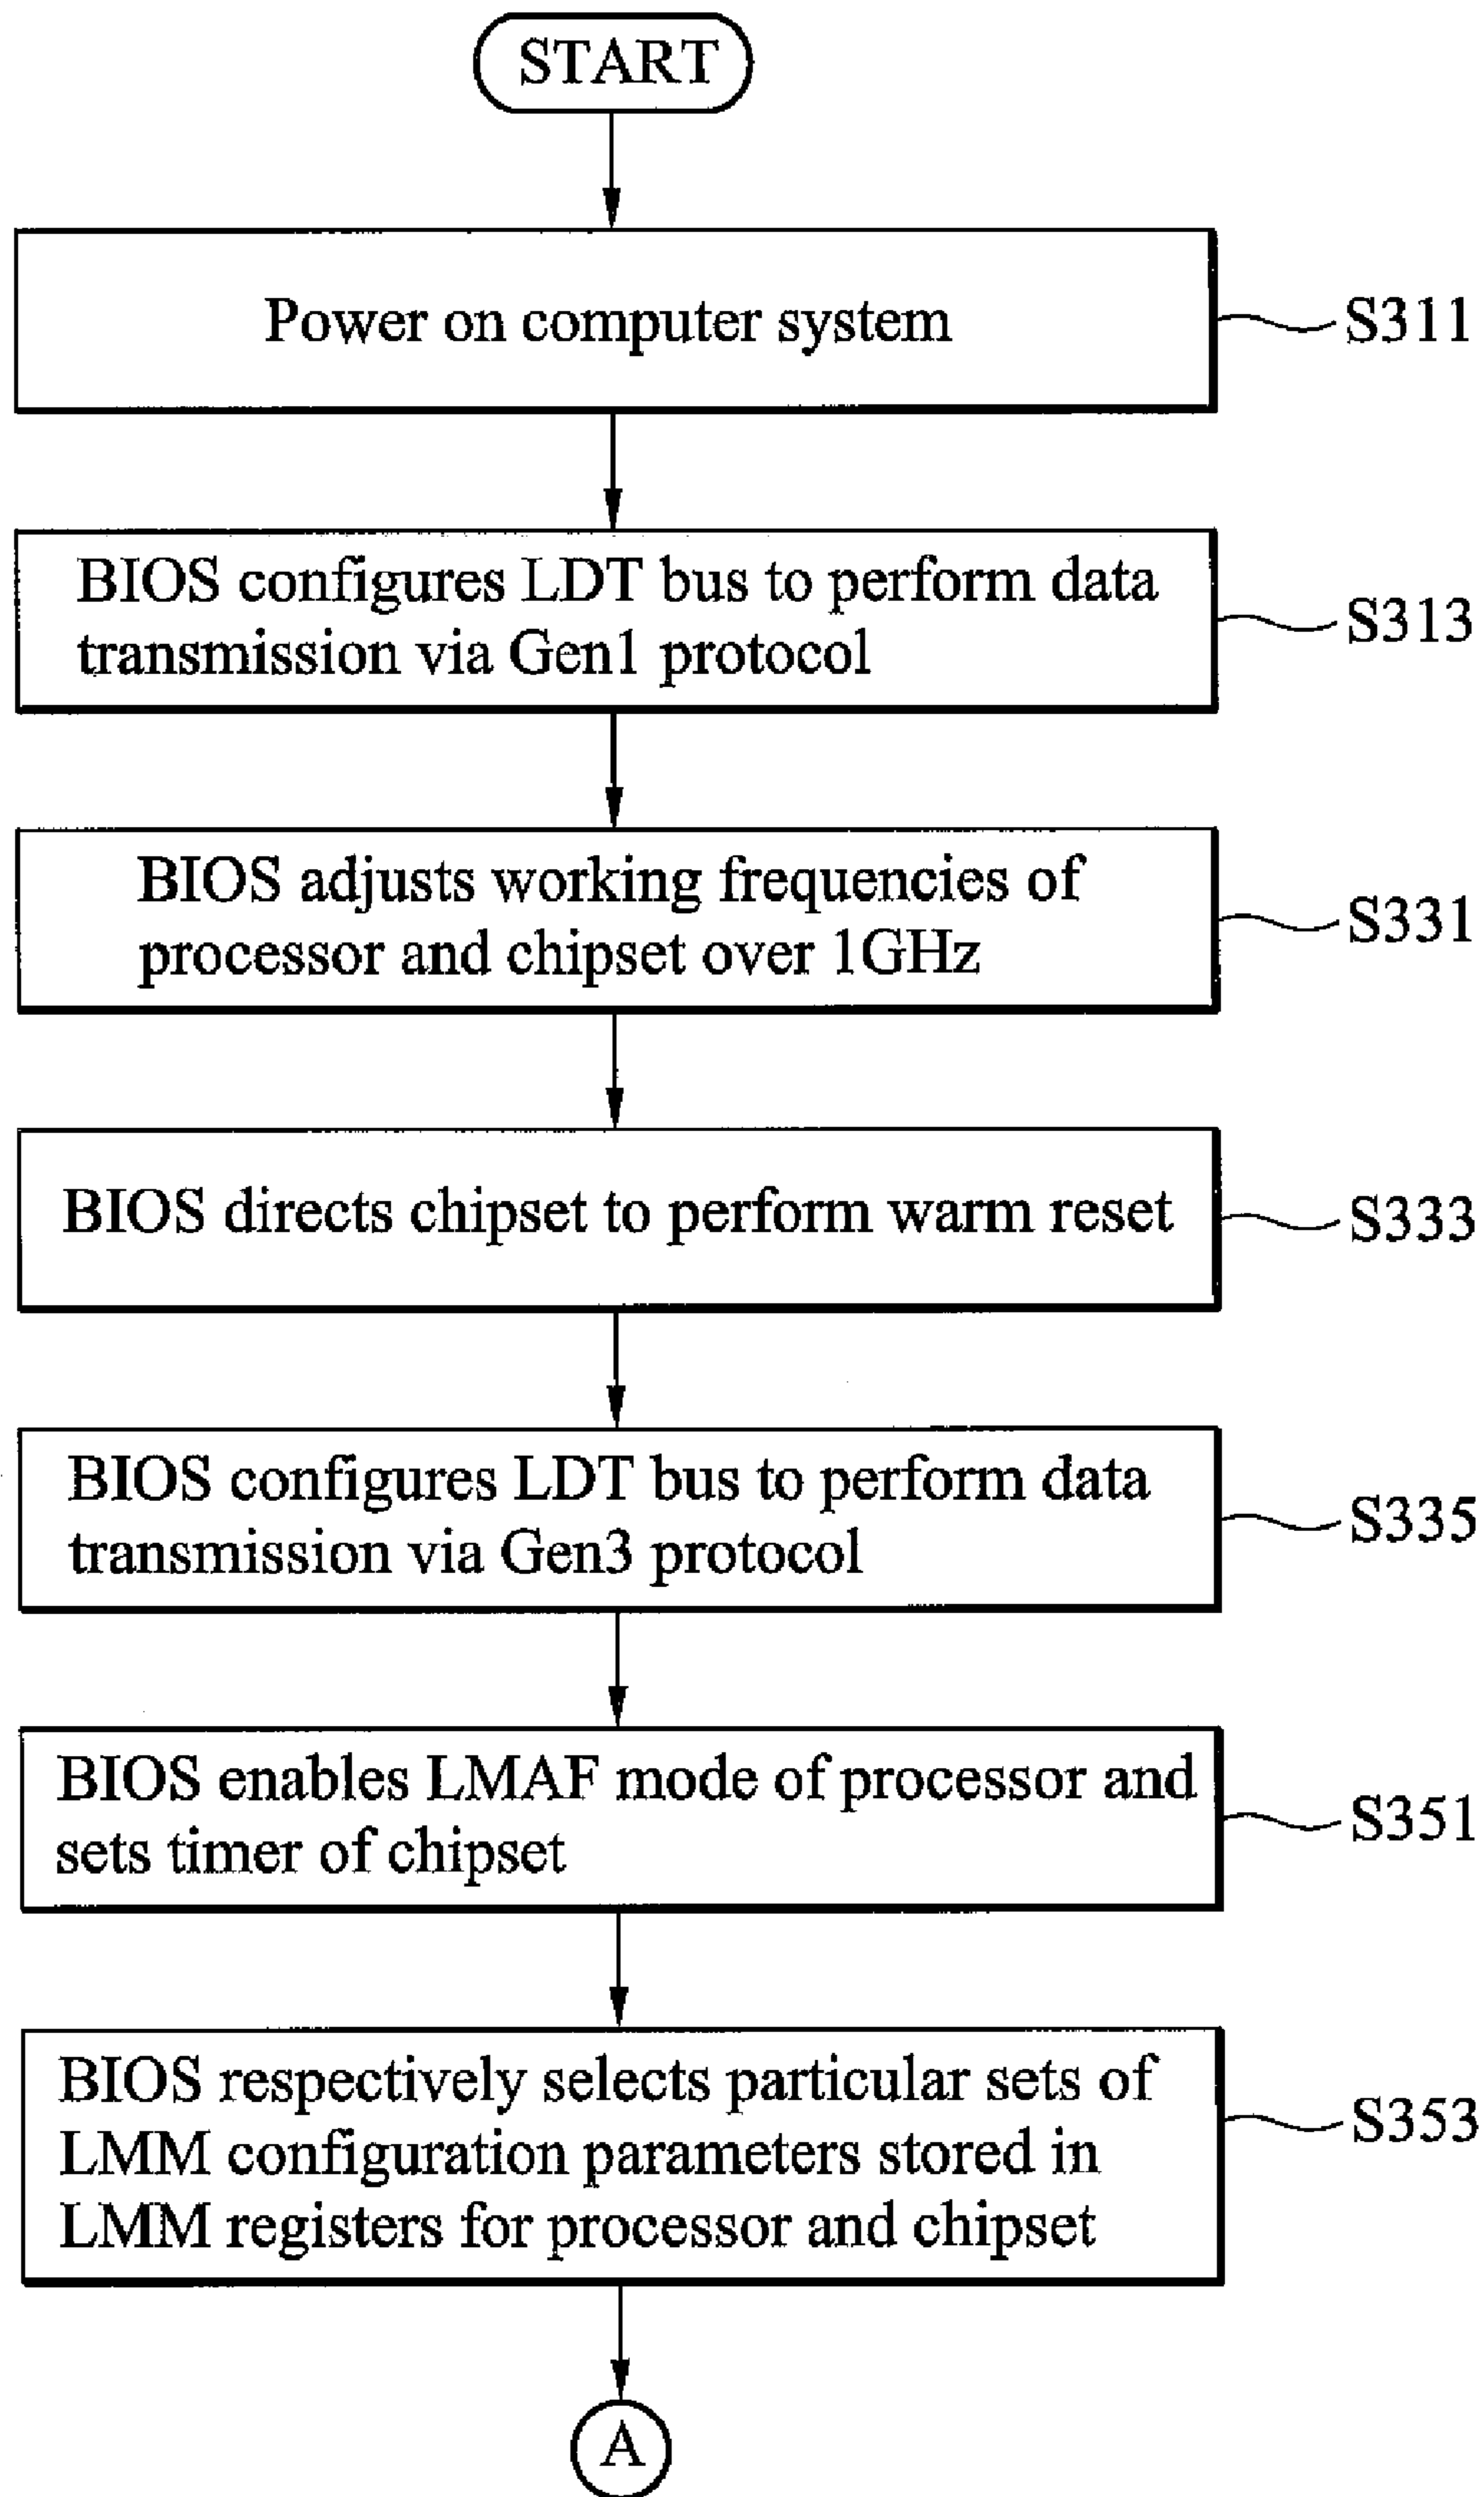 START
Power on computer system
S311
BIOS configures LDT bus to perform data
transmission via Gen1 protocol
S313
BIOS adjusts working frequencies of
processor and chipset over 1GHz
S331
BIOS directs chipset to perform warm reset
S333
BIOS configures LDT bus to perform data
transmission via Gen3 protocol
S335
BIOS enables LMAF mode of processor and
sets timer of chipset
S351
BIOS respectively selects particular sets of
LMM configuration parameters stored in
LMM registers for processor and chipset
S353
A